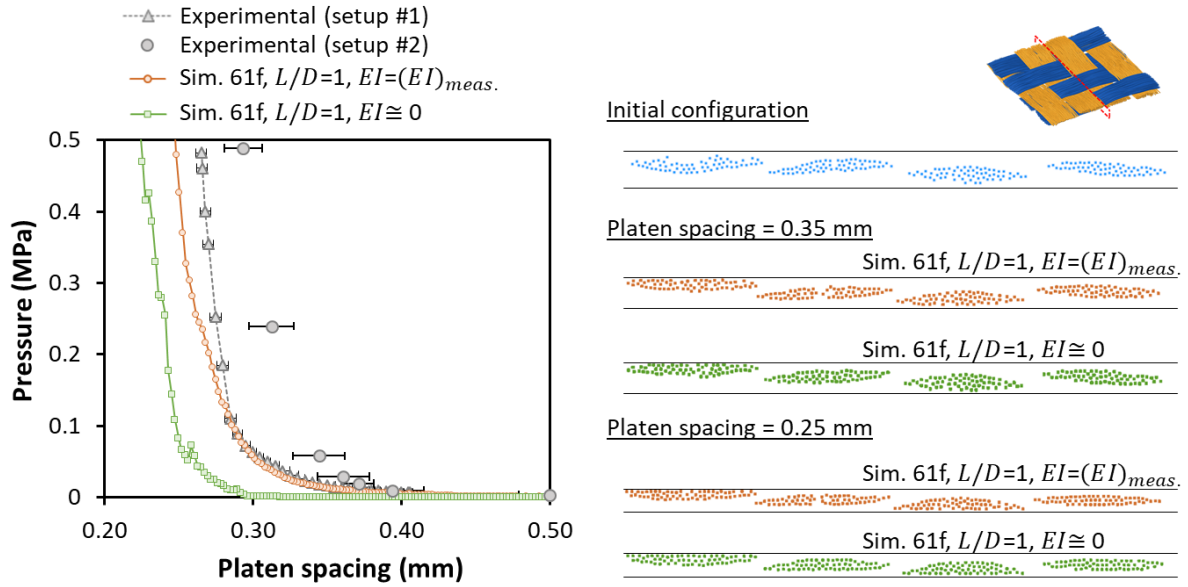 Experimental (setup #1)
Experimental (setup #2)
Sim. 61f, L/D=1, EI=(EI)meas.
Sim. 61f, L/D=1, EI≅ 0
0.5
0.4
0.3
0.2
0.1
0
Pressure (MPa)
0.20
0.30
0.40
0.50
Platen spacing (mm)
Initial configuration
Platen spacing = 0.35 mm
Sim. 61f, L/D=1, EI=(EI)meas.
Sim. 61f, L/D=1, EI≅ 0
Platen spacing = 0.25 mm
Sim. 61f, L/D=1, EI=(EI)meas.
Sim. 61f, L/D=1, EI≅ 0